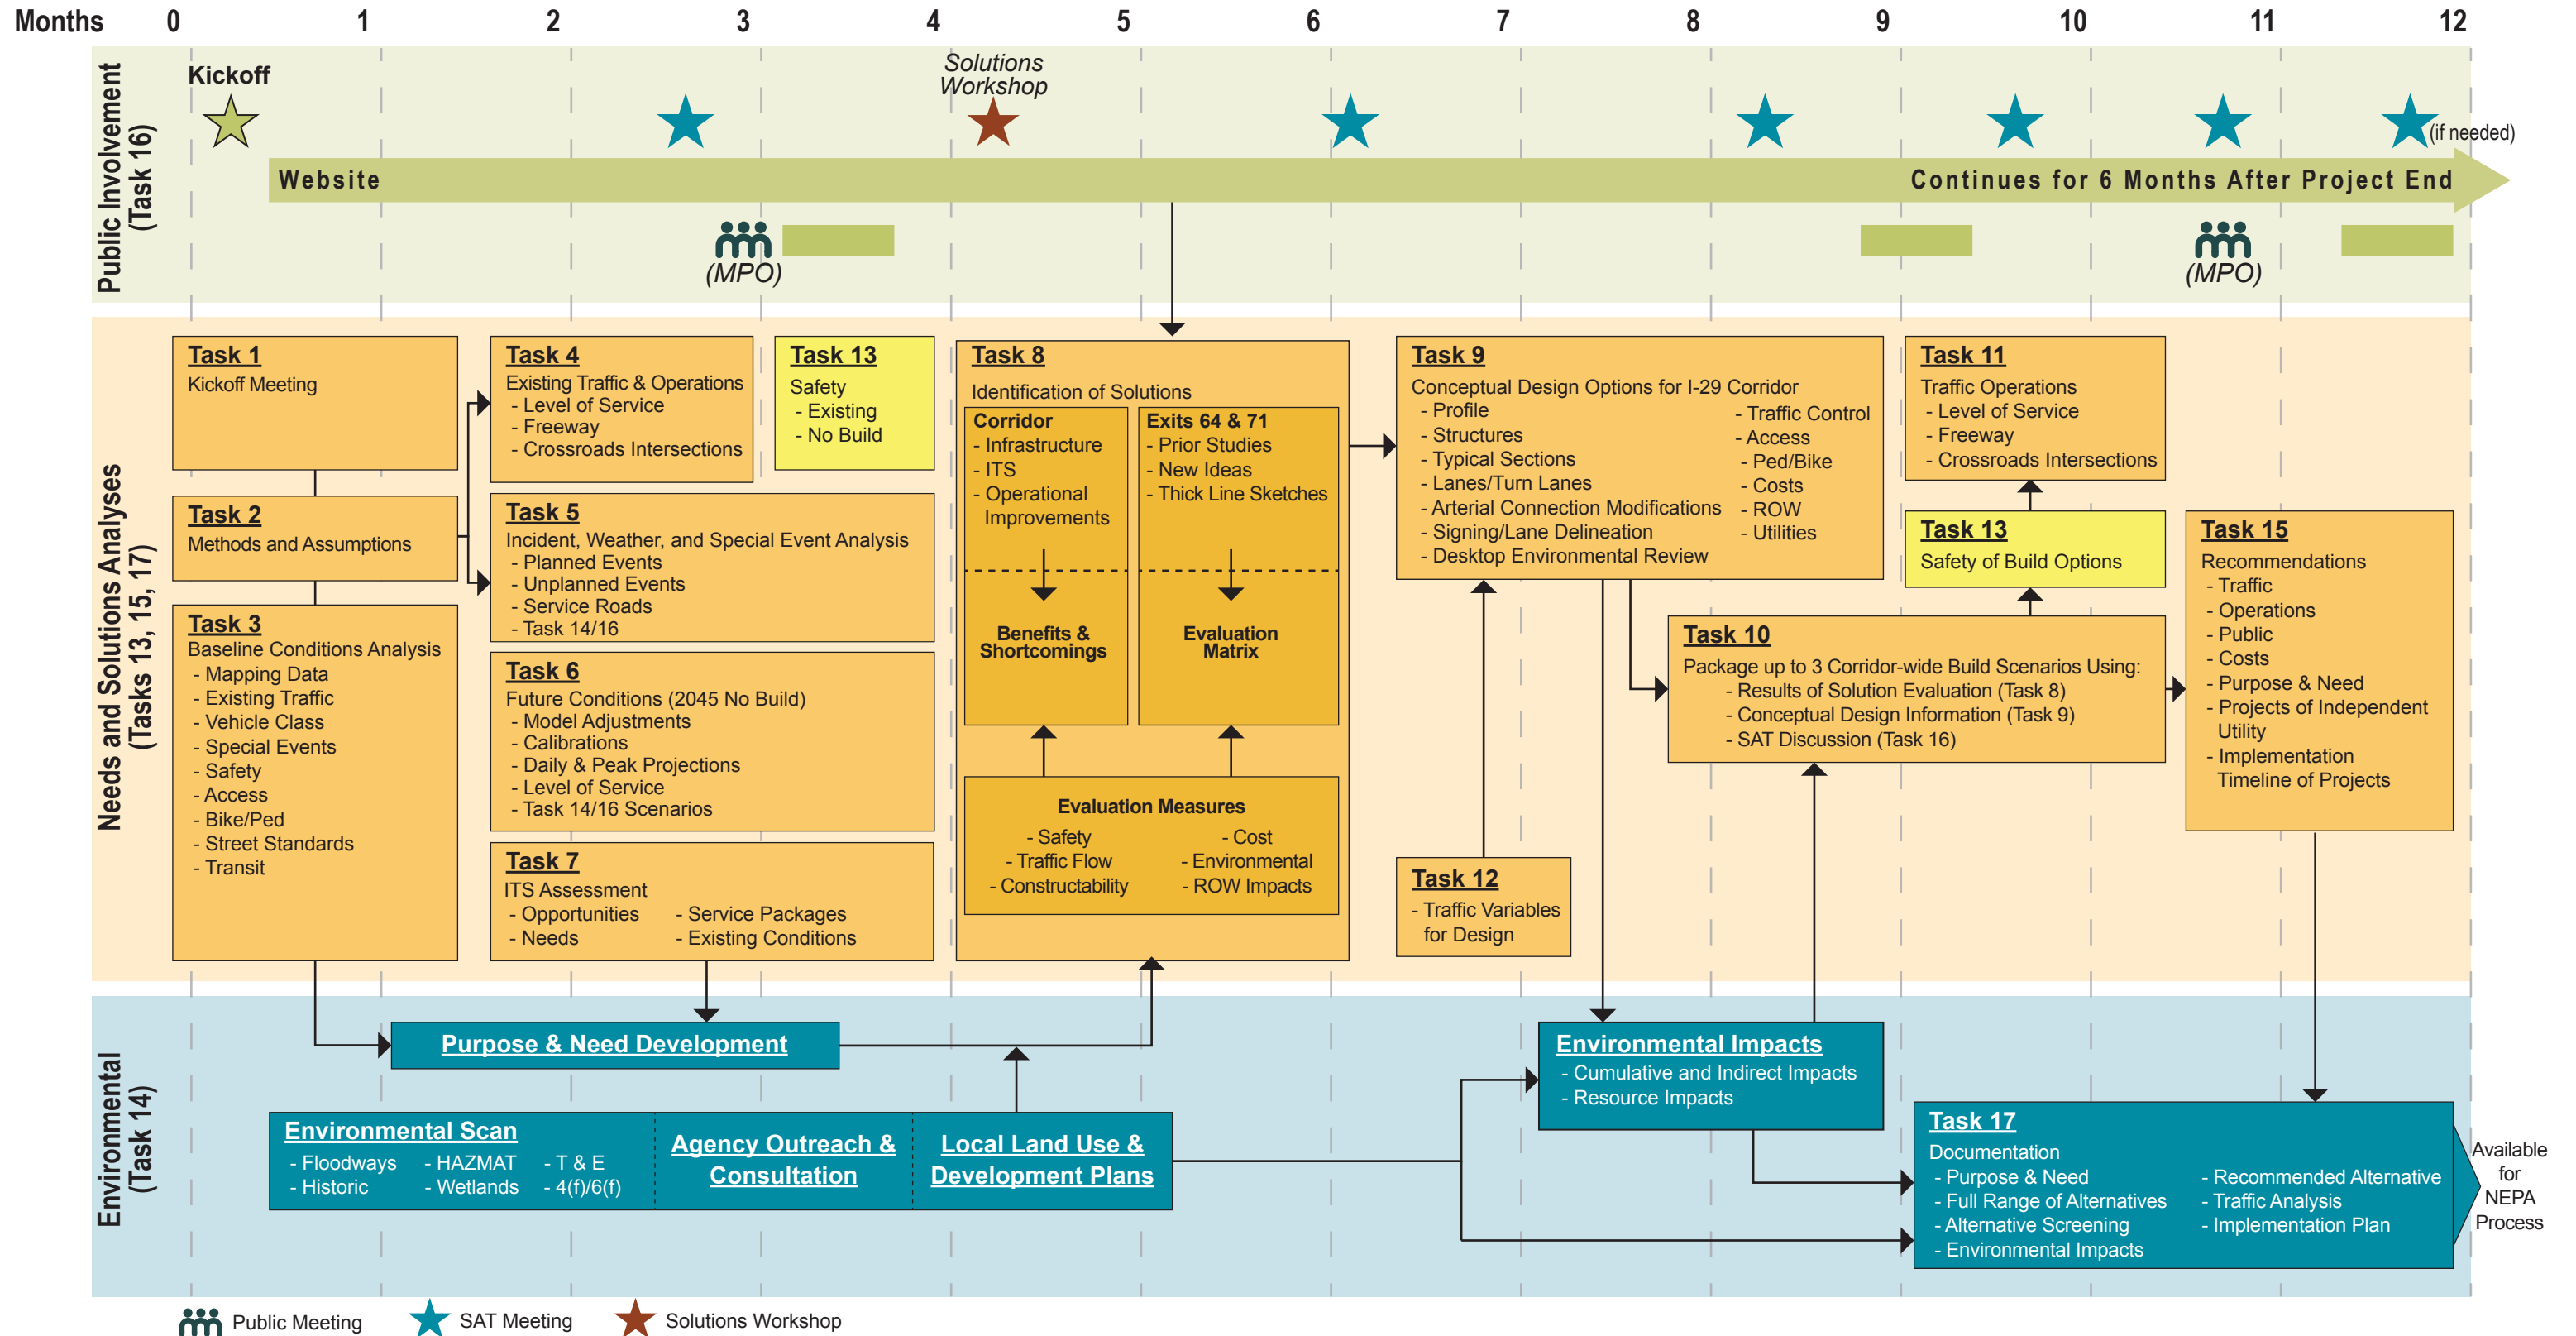 Months 0 1 2 3 4 5 6 7 8 9 10 11 12
Public Involvement
(Task 16)
Kickoff
Solutions
Workshop
(if needed)
Website
Continues for 6 Months After Project End
(MPO)
(MPO)
Needs and Solutions Analyses
(Tasks 13, 15, 17)
Task 1
Kickoff Meeting
Task 2
Methods and Assumptions
Task 3
Baseline Conditions Analysis
- Mapping Data
- Existing Traffic
- Vehicle Class
- Special Events
- Safety
- Access
- Bike/Ped
- Street Standards
- Transit
Task 4
Existing Traffic & Operations
- Level of Service
- Freeway
- Crossroads Intersections
Task 13
Safety
- Existing
- No Build
Task 5
Incident, Weather, and Special Event Analysis
- Planned Events
- Unplanned Events
- Service Roads
- Task 14/16
Task 6
Future Conditions (2045 No Build)
- Model Adjustments
- Calibrations
- Daily & Peak Projections
- Level of Service
- Task 14/16 Scenarios
Task 7
ITS Assessment
- Opportunities
- Needs
- Service Packages
- Existing Conditions
Task 8
Identification of Solutions
Corridor
- Infrastructure
- ITS
- Operational
Improvements
Benefits &
Shortcomings
Exits 64 & 71
- Prior Studies
- New Ideas
- Thick Line Sketches
Evaluation
Matrix
Evaluation Measures
- Safety
- Traffic Flow
- Constructability
- Cost
- Environmental
- ROW Impacts
Task 9
Conceptual Design Options for I-29 Corridor
- Profile
- Structures
- Typical Sections
- Lanes/Turn Lanes
- Arterial Connection Modifications
- Signing/Lane Delineation
- Desktop Environmental Review
- Traffic Control
- Access
- Ped/Bike
- Costs
- ROW
- Utilities
Task 12
- Traffic Variables
for Design
Task 11
Traffic Operations
- Level of Service
- Freeway
- Crossroads Intersections
Task 13
Safety of Build Options
Task 10
Package up to 3 Corridor-wide Build Scenarios Using:
- Results of Solution Evaluation (Task 8)
- Conceptual Design Information (Task 9)
- SAT Discussion (Task 16)
Task 15
Recommendations
- Traffic
- Operations
- Public
- Costs
- Purpose & Need
- Projects of Independent
Utility
- Implementation
Timeline of Projects
Environmental
(Task 14)
Purpose & Need Development
Environmental Scan
- Floodways
- Historic
- HAZMAT
- Wetlands
- T & E
- 4(f)/6(f)
Agency Outreach &
Consultation
Local Land Use &
Development Plans
Environmental Impacts
- Cumulative and Indirect Impacts
- Resource Impacts
Task 17
Documentation
- Purpose & Need
- Full Range of Alternatives
- Alternative Screening
- Environmental Impacts
- Recommended Alternative
- Traffic Analysis
- Implementation Plan
Available
for
NEPA
Process
Public Meeting
SAT Meeting
Solutions Workshop